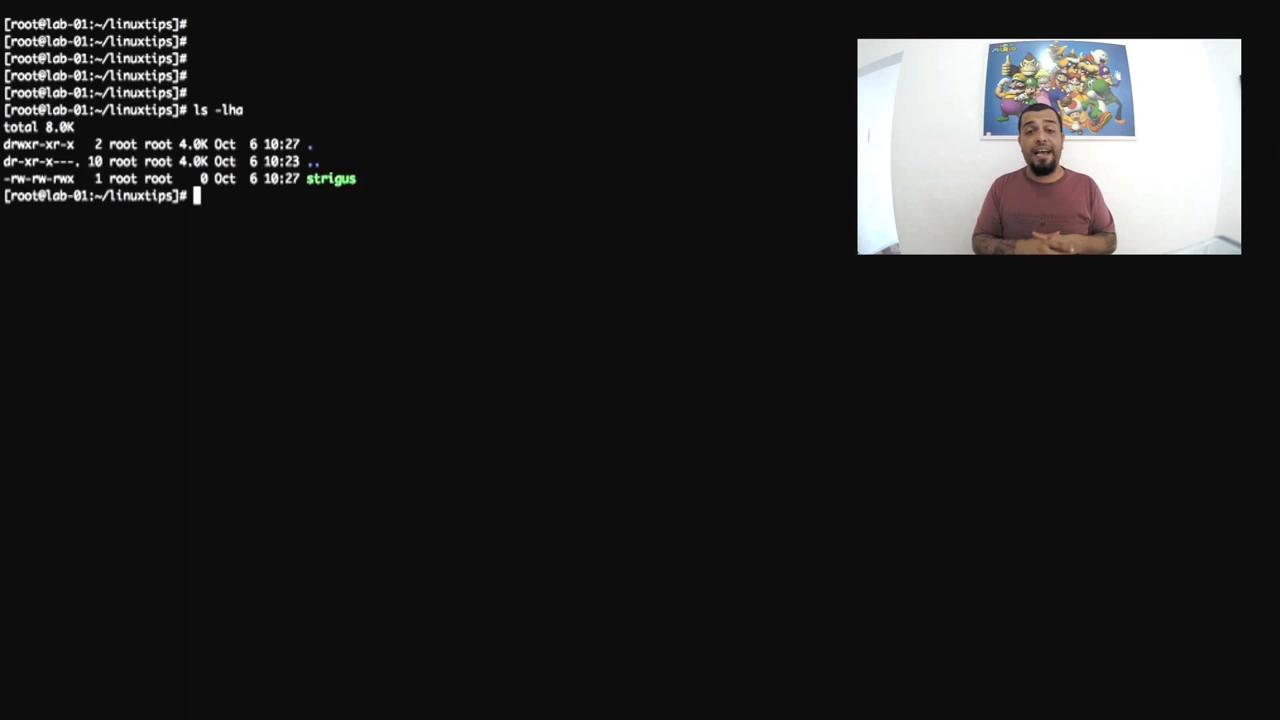 [root@lab-01:~/linuxtips]#
[root@lab-01:~/linuxtips]#
[root@lab-01:~/linuxtips]#
[root@lab-01:~/linuxtips]#
[root@lab-01:~/linuxtips]#
[root@lab-01:~/linuxtips]# ls -lha
total 8.0K
drwxr-xr-x   2 root root 4.0K Oct  6 10:27 .
dr-xr-x---. 10 root root 4.0K Oct  6 10:23 ..
-rw-rw-rwx   1 root root    0 Oct  6 10:27 strigus
[root@lab-01:~/linuxtips]#